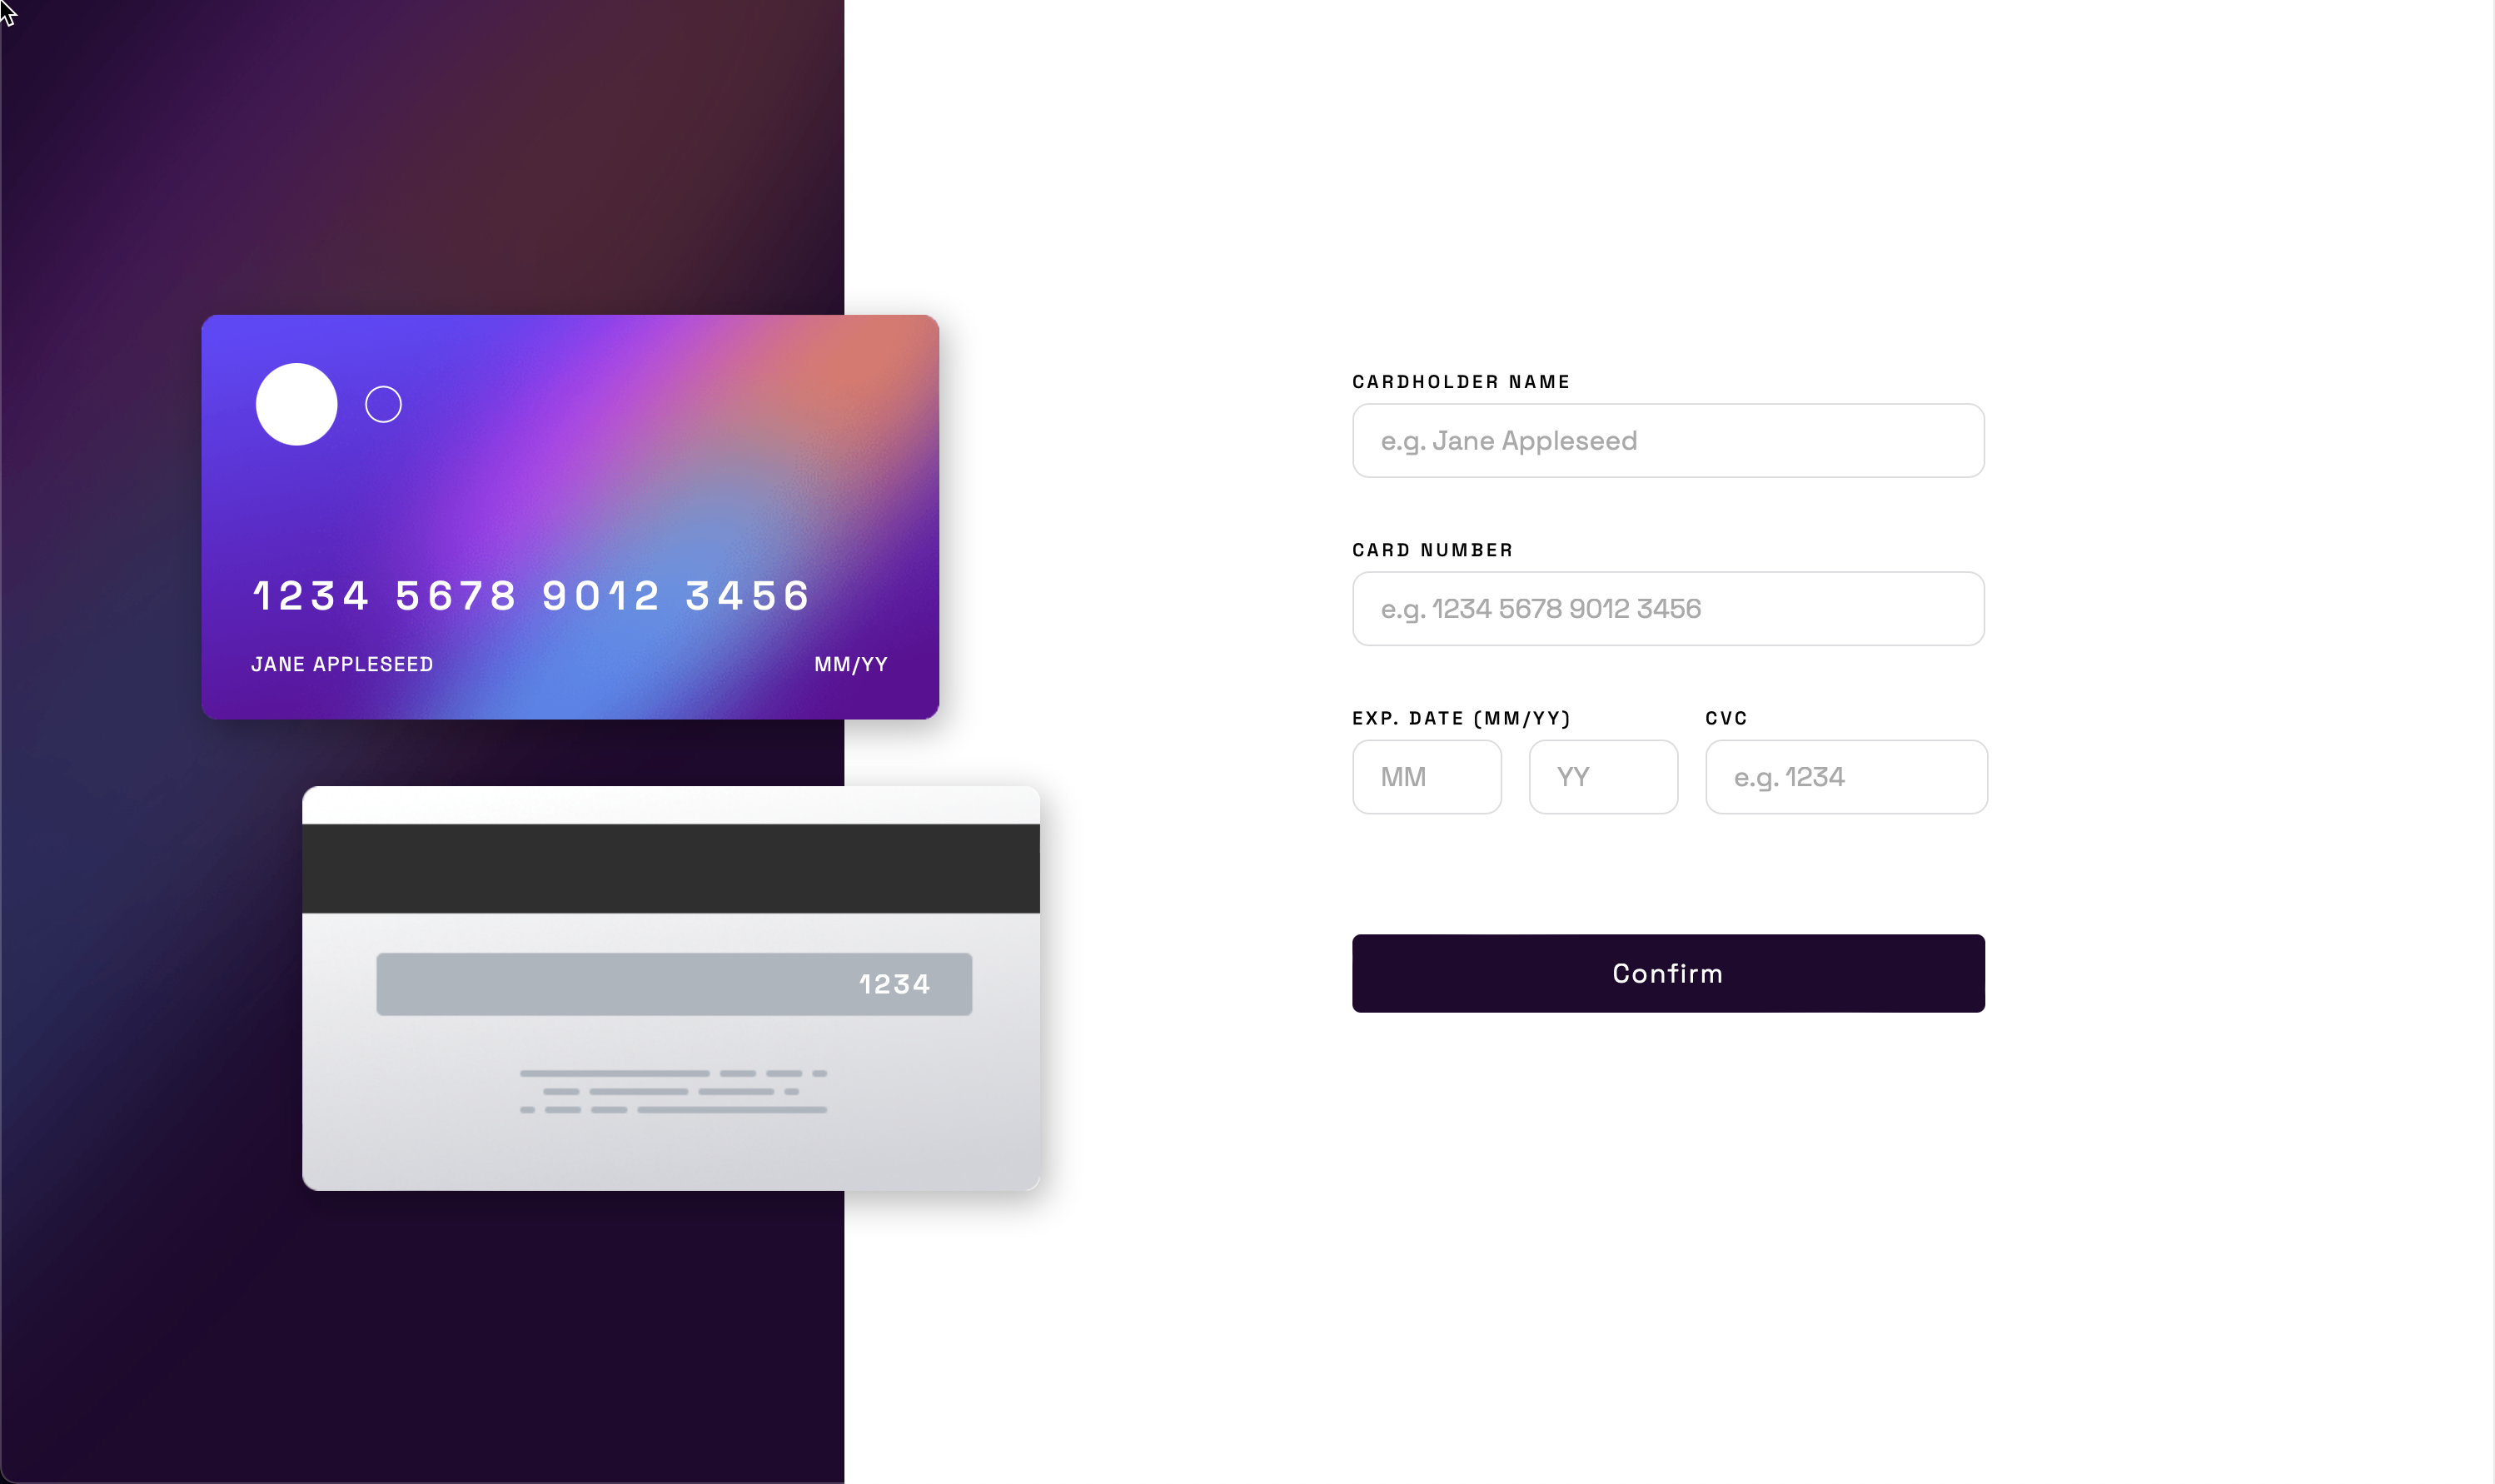 1234 5678 9012 3456
JANE APPLESEED MM/YY
1234
CARDHOLDER NAME
e.g. Jane Appleseed
CARD NUMBER
e.g. 1234 5678 9012 3456
EXP. DATE (MM/YY) CVC
MM YY e.g. 1234
Confirm